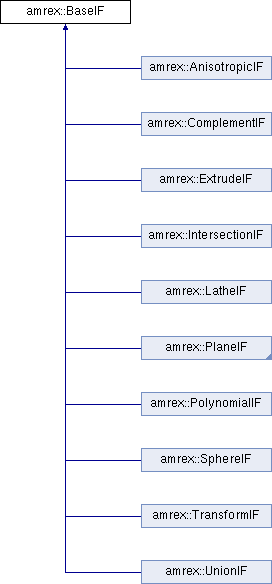 amrex::BaseIF
amrex::AnisotropicIF
amrex::ComplementIF
amrex::ExtrudeIF
amrex::IntersectionIF
amrex::LatheIF
amrex::PlaneIF
amrex::PolynomialIF
amrex::SphereIF
amrex::TransformIF
amrex::UnionIF